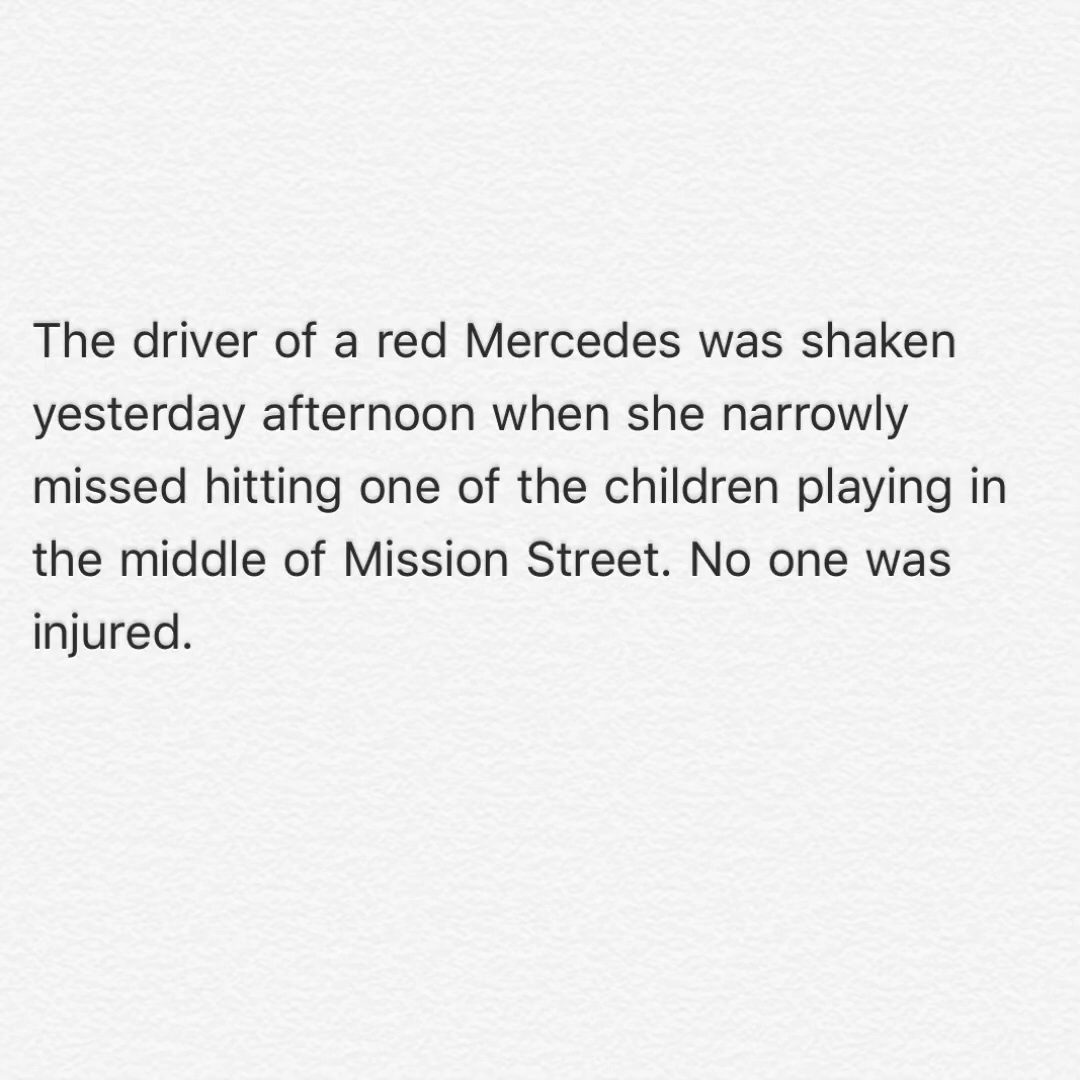 The driver of a red Mercedes was shaken
yesterday afternoon when she narrowly
missed hitting one of the children playing in
the middle of Mission Street. No one was
injured.